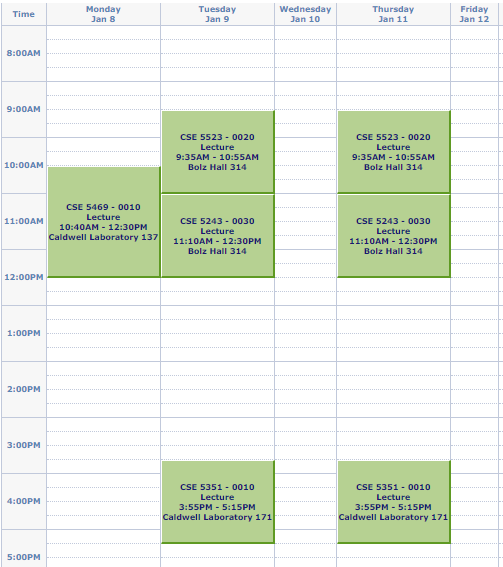 Time
Monday
Jan 8
Tuesday
Jan 9
Wednesday
Jan 10
Thursday
Jan 11
Friday
Jan 12
8:00AM
9:00AM
10:00AM
11:00AM
12:00PM
1:00PM
2:00PM
3:00PM
4:00PM
5:00PM
CSE 5469 - 0010
Lecture
10:40AM - 12:30PM
Caldwell Laboratory 137
CSE 5523 - 0020
Lecture
9:35AM - 10:55AM
Bolz Hall 314
CSE 5243 - 0030
Lecture
11:10AM - 12:30PM
Bolz Hall 314
CSE 5351 - 0010
Lecture
3:55PM - 5:15PM
Caldwell Laboratory 171
CSE 5523 - 0020
Lecture
9:35AM - 10:55AM
Bolz Hall 314
CSE 5243 - 0030
Lecture
11:10AM - 12:30PM
Bolz Hall 314
CSE 5351 - 0010
Lecture
3:55PM - 5:15PM
Caldwell Laboratory 171